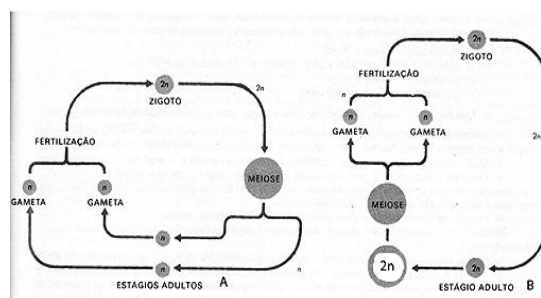 2n
ZIGOTO
2n
FERTILIZAÇÃO
n
GAMETA
n
GAMETA
MEIOSE
n
n
ESTÁGIOS ADULTOS
n
A
2n
ZIGOTO
FERTILIZAÇÃO
n
n
GAMETA
n
GAMETA
2n
MEIOSE
2n
2n
ESTÁGIO ADULTO
B